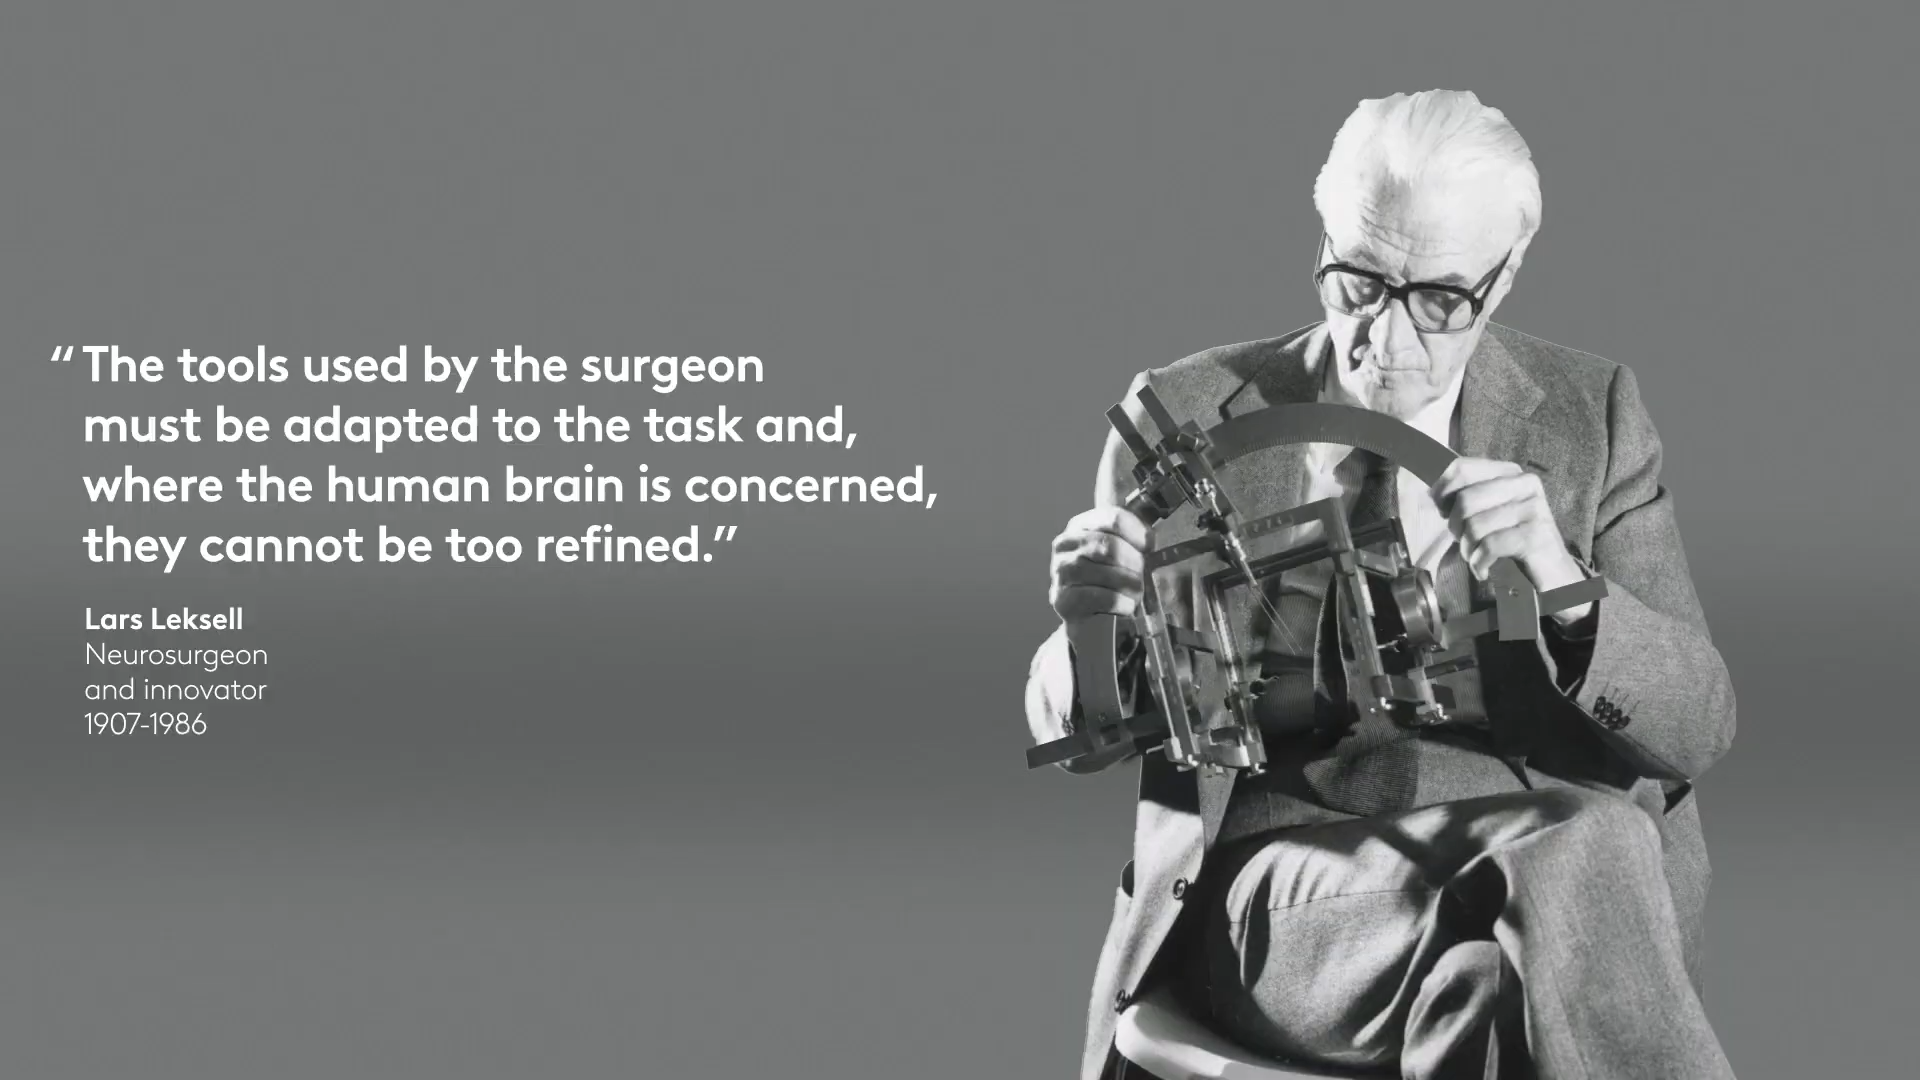 “The tools used by the surgeon
must be adapted to the task and,
where the human brain is concerned,
they cannot be too refined.”
Lars Leksell
Neurosurgeon
and innovator
1907-1986